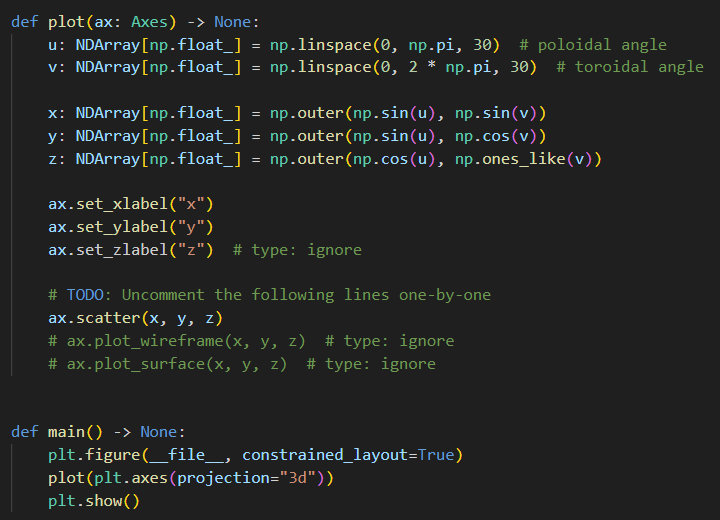 def plot(ax: Axes) -> None:
    u: NDArray[np.float_] = np.linspace(0, np.pi, 30)  # poloidal angle
    v: NDArray[np.float_] = np.linspace(0, 2 * np.pi, 30)  # toroidal angle

    x: NDArray[np.float_] = np.outer(np.sin(u), np.sin(v))
    y: NDArray[np.float_] = np.outer(np.sin(u), np.cos(v))
    z: NDArray[np.float_] = np.outer(np.cos(u), np.ones_like(v))

    ax.set_xlabel("x")
    ax.set_ylabel("y")
    ax.set_zlabel("z")  # type: ignore

    # TODO: Uncomment the following lines one-by-one
    ax.scatter(x, y, z)
    # ax.plot_wireframe(x, y, z)  # type: ignore
    # ax.plot_surface(x, y, z)  # type: ignore


def main() -> None:
    plt.figure(__file__, constrained_layout=True)
    plot(plt.axes(projection="3d"))
    plt.show()